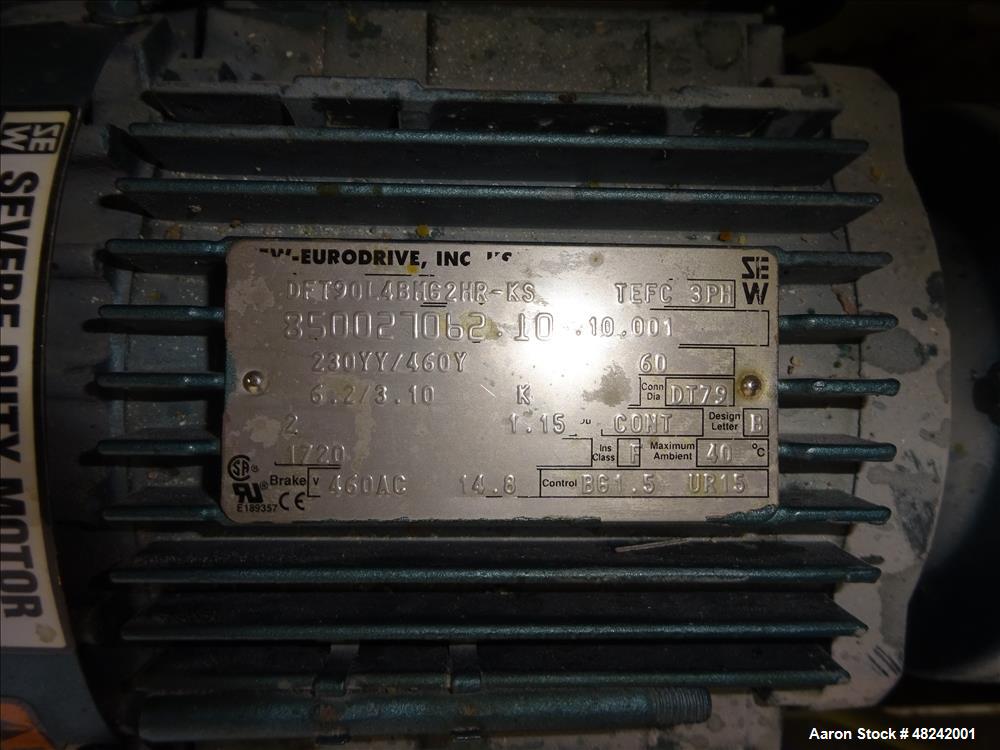 SEW SEVERE DUTY MOTOR
EW-EURODRIVE, INC
DFT90L4BMG2HR-KS TEFC 3PH SEW
850027062.10 .10.001
230YY/460Y 60
6.2/3.10 K Conn Dia DT79
2 1.15 CONT Design Letter B
1720 Ins Class F Maximum Ambient 40 °C
Brake V 460AC 14.8 Control BG1.5 UR15
E189357 CE
Aaron Stock # 48242001